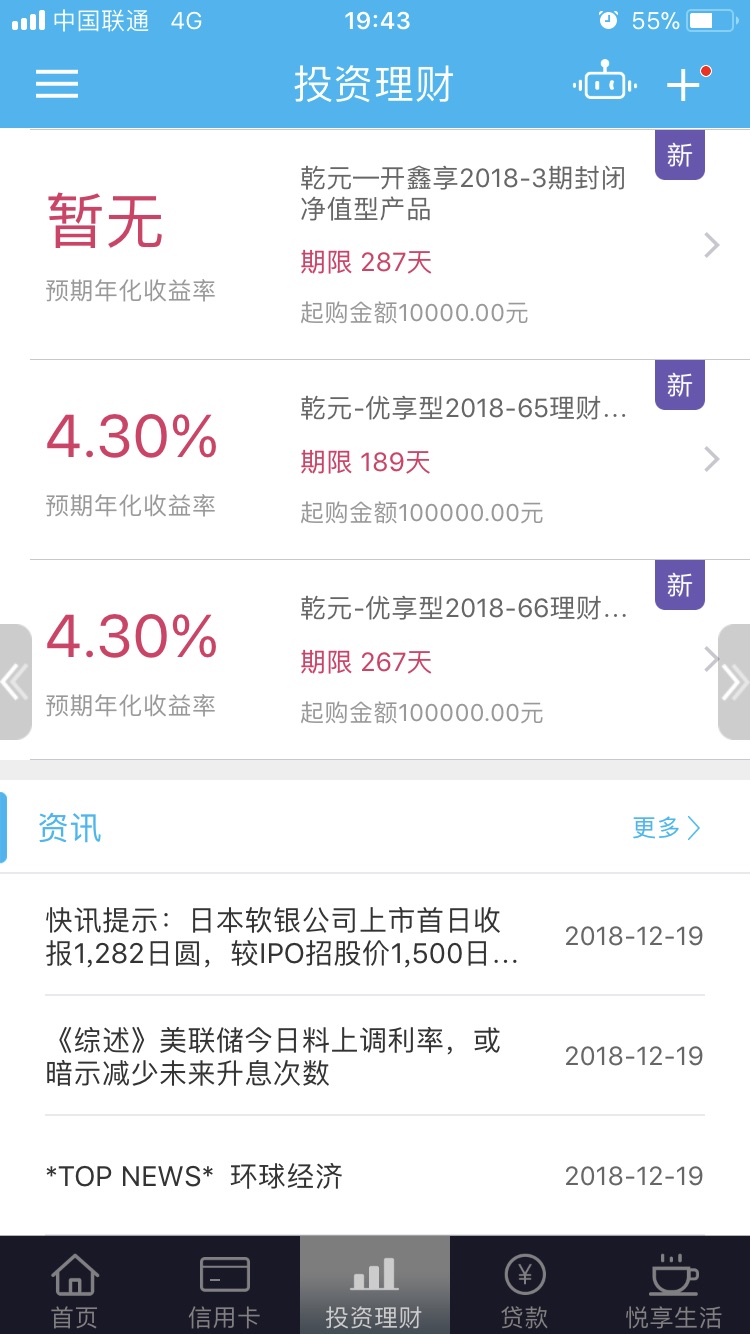 中国联通 4G 19:43 55%
投资理财
新
暂无
预期年化收益率
乾元—开鑫享2018-3期封闭
净值型产品
期限 287天
起购金额10000.00元
新
4.30%
预期年化收益率
乾元-优享型2018-65理财...
期限 189天
起购金额100000.00元
新
4.30%
预期年化收益率
乾元-优享型2018-66理财...
期限 267天
起购金额100000.00元
资讯 更多
快讯提示：日本软银公司上市首日收
报1,282日圆，较IPO招股价1,500日...
2018-12-19
《综述》美联储今日料上调利率，或
暗示减少未来升息次数
2018-12-19
*TOP NEWS* 环球经济 2018-12-19
首页 信用卡 投资理财 贷款 悦享生活